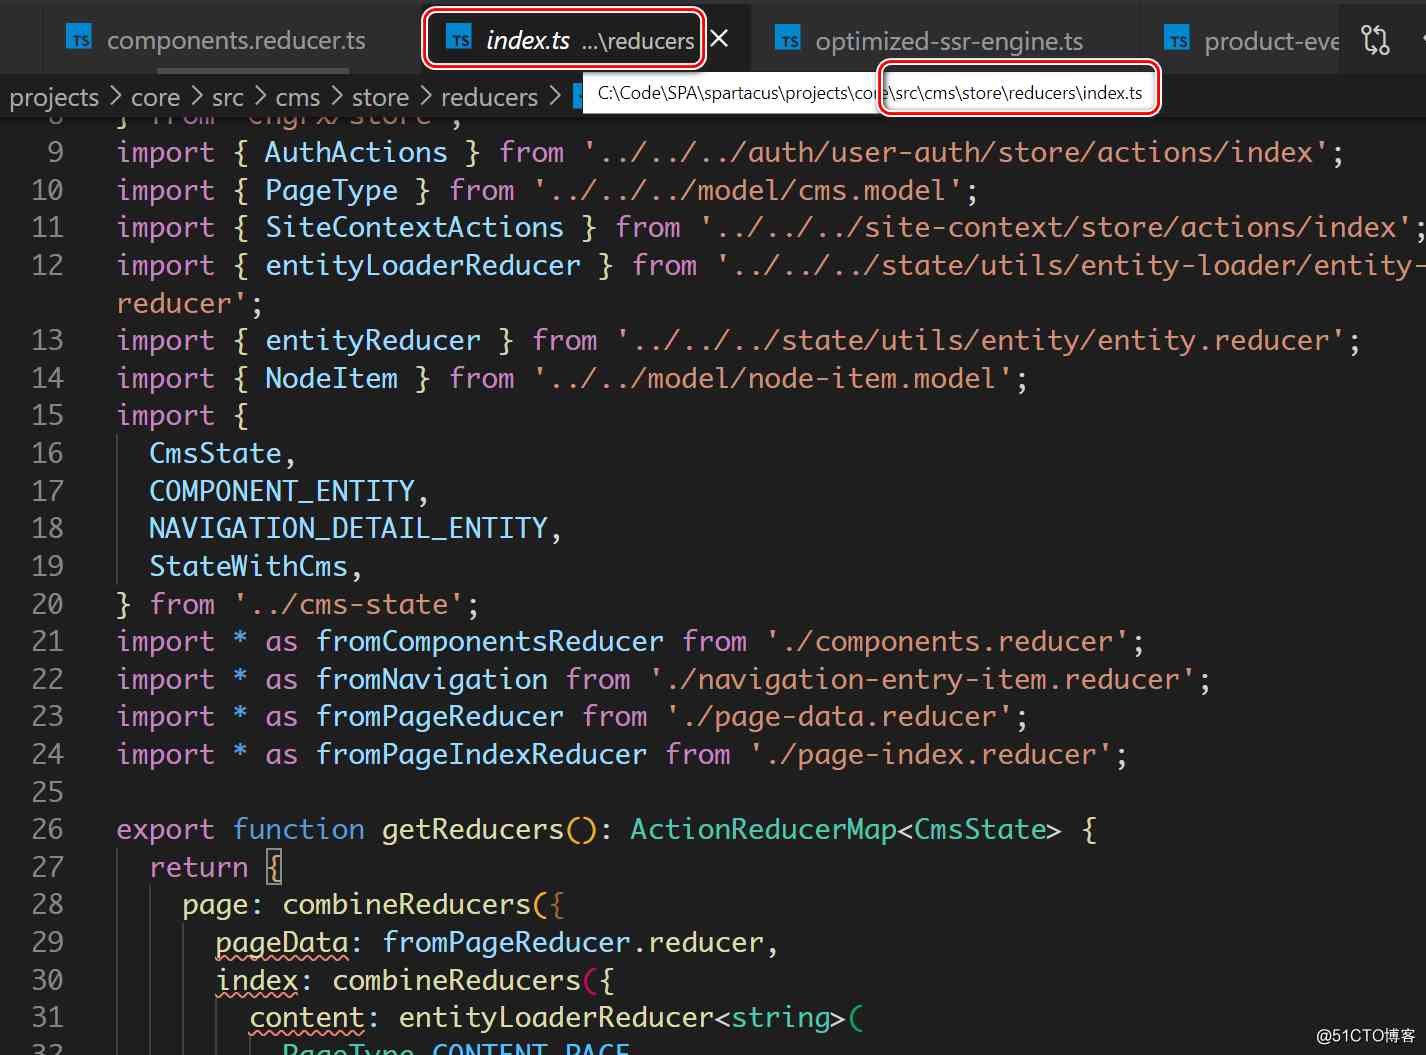 components.reducer.ts
index.ts ...\reducers
optimized-ssr-engine.ts
product-eve
projects > core > src > cms > store > reducers >
C:\Code\SPA\spartacus\projects\core\src\cms\store\reducers\index.ts
8 } from '@ngrx/store';
9 import { AuthActions } from '../../../auth/user-auth/store/actions/index';
10 import { PageType } from '../../../model/cms.model';
11 import { SiteContextActions } from '../../../site-context/store/actions/index';
12 import { entityLoaderReducer } from '../../../state/utils/entity-loader/entity-
reducer';
13 import { entityReducer } from '../../../state/utils/entity/entity.reducer';
14 import { NodeItem } from '../../model/node-item.model';
15 import {
16 CmsState,
17 COMPONENT_ENTITY,
18 NAVIGATION_DETAIL_ENTITY,
19 StateWithCms,
20 } from '../cms-state';
21 import * as fromComponentsReducer from './components.reducer';
22 import * as fromNavigation from './navigation-entry-item.reducer';
23 import * as fromPageReducer from './page-data.reducer';
24 import * as fromPageIndexReducer from './page-index.reducer';
25
26 export function getReducers(): ActionReducerMap<CmsState> {
27 return {
28 page: combineReducers({
29 pageData: fromPageReducer.reducer,
30 index: combineReducers({
31 content: entityLoaderReducer<string>(
32 PageType.CONTENT_PAGE
@51CTO博客